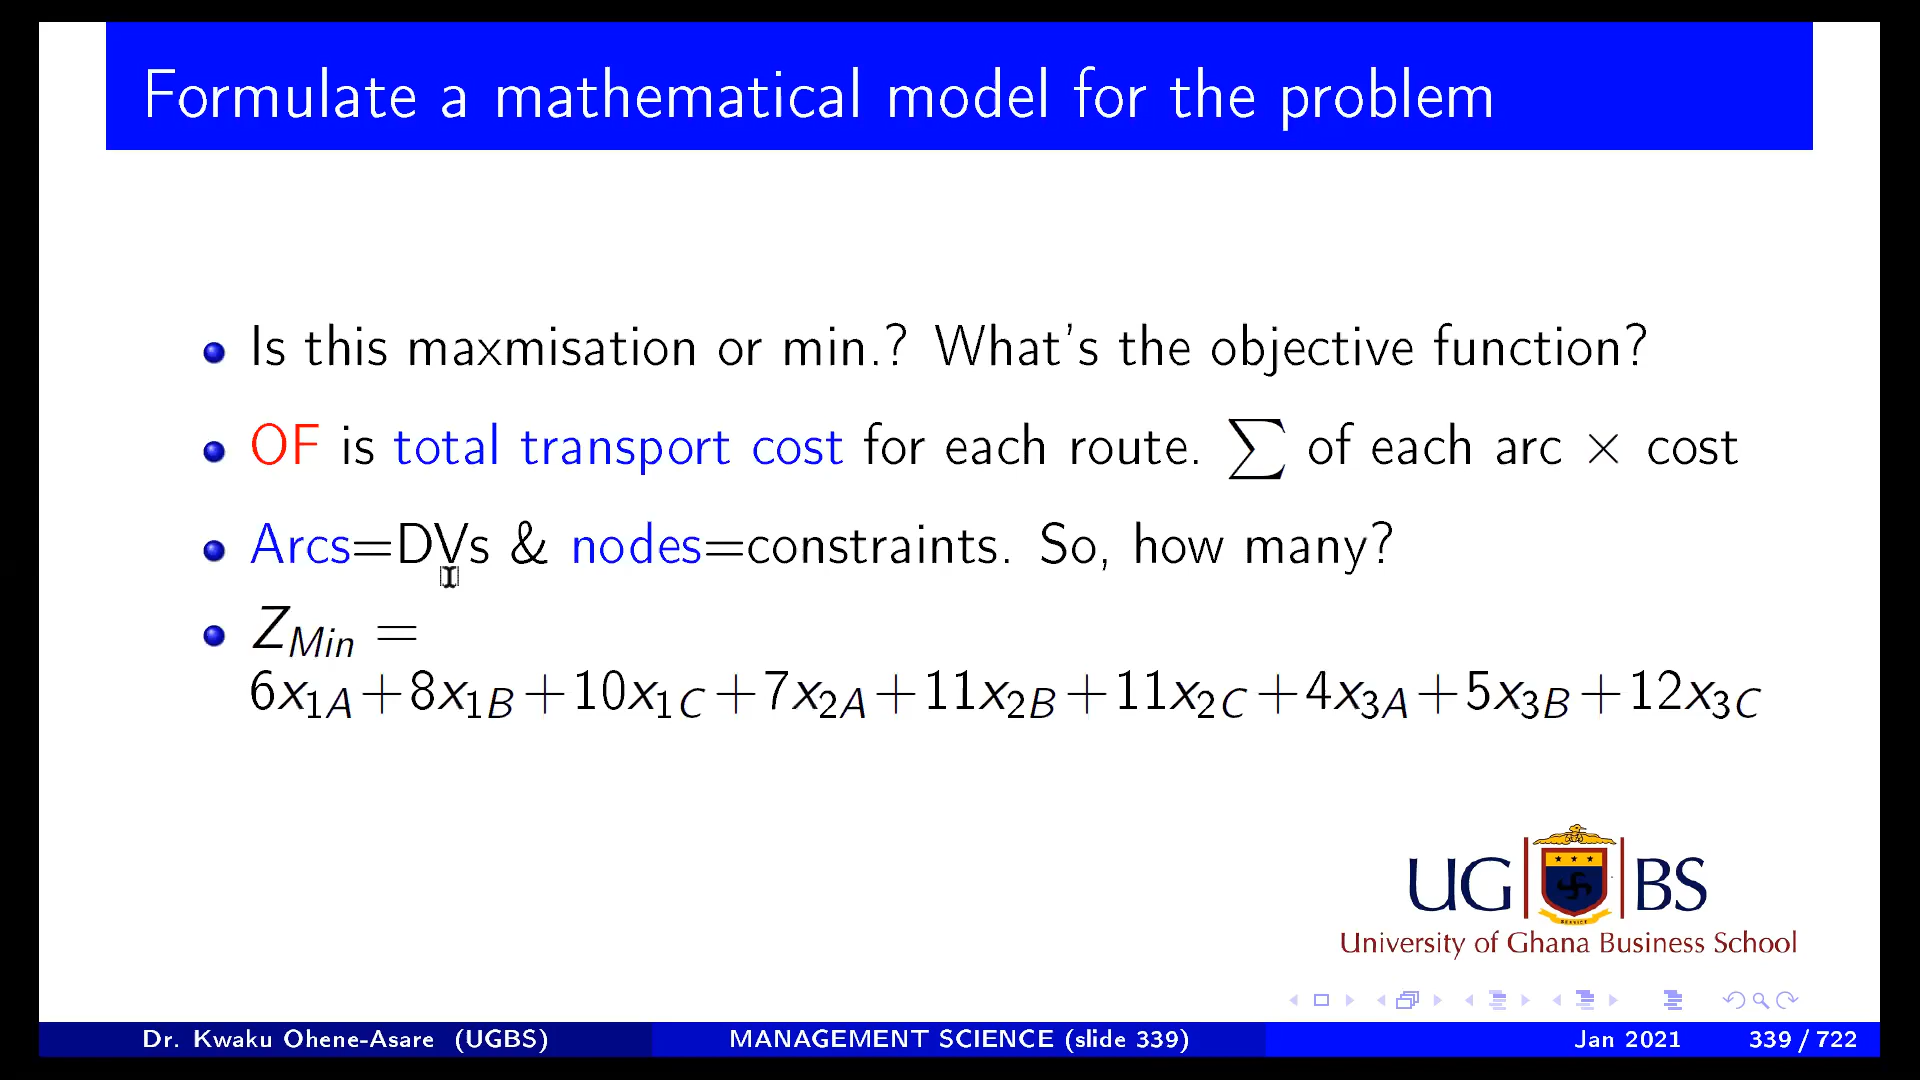 Formulate a mathematical model for the problem
Is this maxmisation or min.? What's the objective function?
OF is total transport cost for each route. ∑ of each arc × cost
Arcs=DVs & nodes=constraints. So, how many?
Z_Min =
6x_1A+8x_1B+10x_1C+7x_2A+11x_2B+11x_2C+4x_3A+5x_3B+12x_3C
UG BS
University of Ghana Business School
Dr. Kwaku Ohene-Asare (UGBS) MANAGEMENT SCIENCE (slide 339) Jan 2021 339 / 722